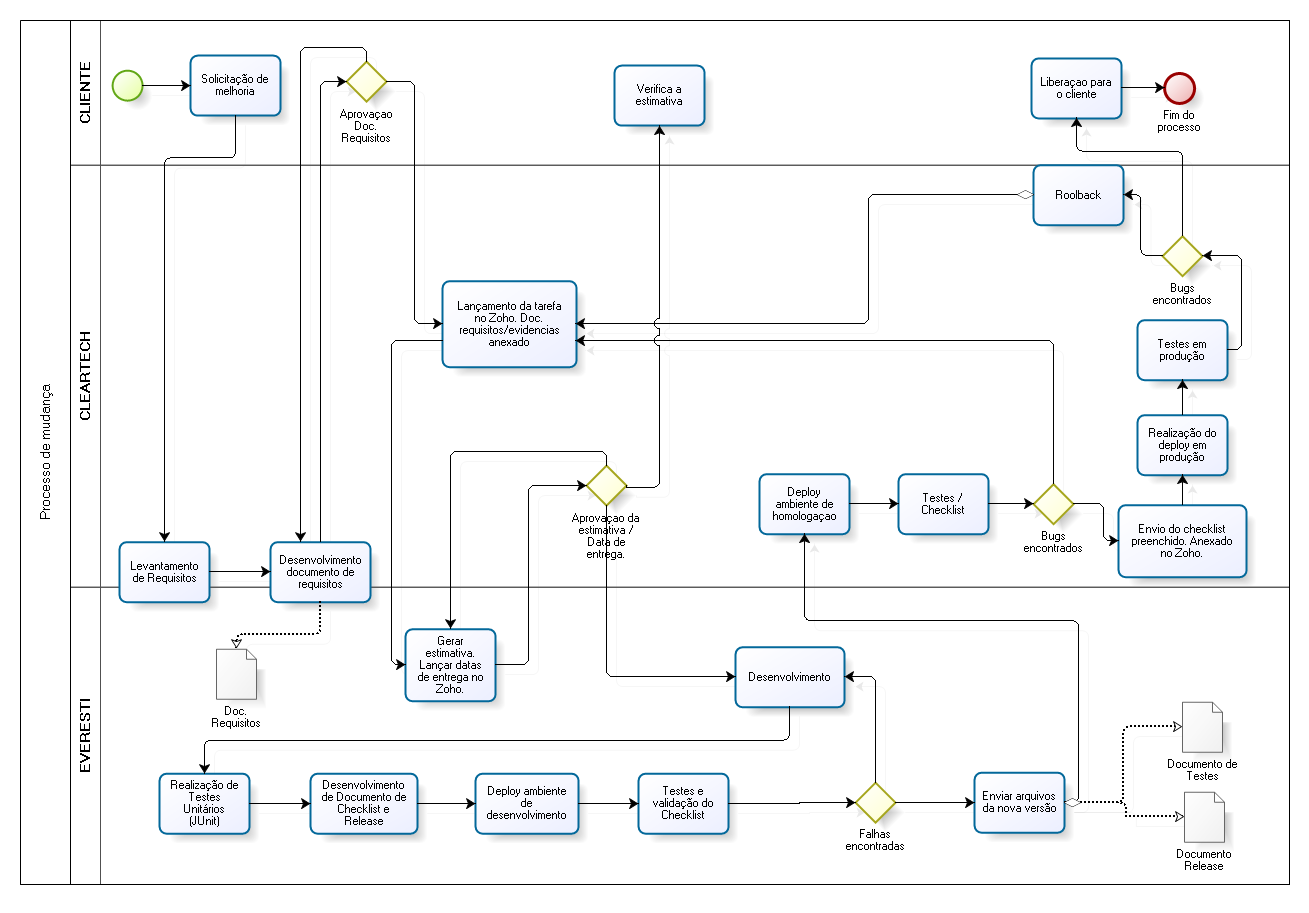 Processo de mudança
CLIENTE
Solicitação de
melhoria
Aprovaçao
Doc.
Requisitos
Verifica a
estimativa
Liberaçao para
o cliente
Fim do
processo
CLEARTECH
Roolback
Bugs
encontrados
Lançamento da tarefa
no Zoho. Doc.
requisitos/evidencias
anexado
Testes em
produção
Realização do
deploy em
produção
Aprovaçao da
estimativa /
Data de
entrega.
Deploy
ambiente de
homologaçao
Testes /
Checklist
Bugs
encontrados
Envio do checklist
preenchido. Anexado
no Zoho.
Levantamento
de Requisitos
Desenvolvimento
documento de
requisitos
EVERESTI
Doc.
Requisitos
Gerar
estimativa.
Lançar datas
de entrega no
Zoho.
Desenvolvimento
Realização de
Testes
Unitários
(JUnit)
Desenvolvimento
de Documento de
Checklist e
Release
Deploy ambiente
de
desenvolvimento
Testes e
validação do
Checklist
Falhas
encontradas
Enviar arquivos
da nova versão
Documento de
Testes
Documento
Release